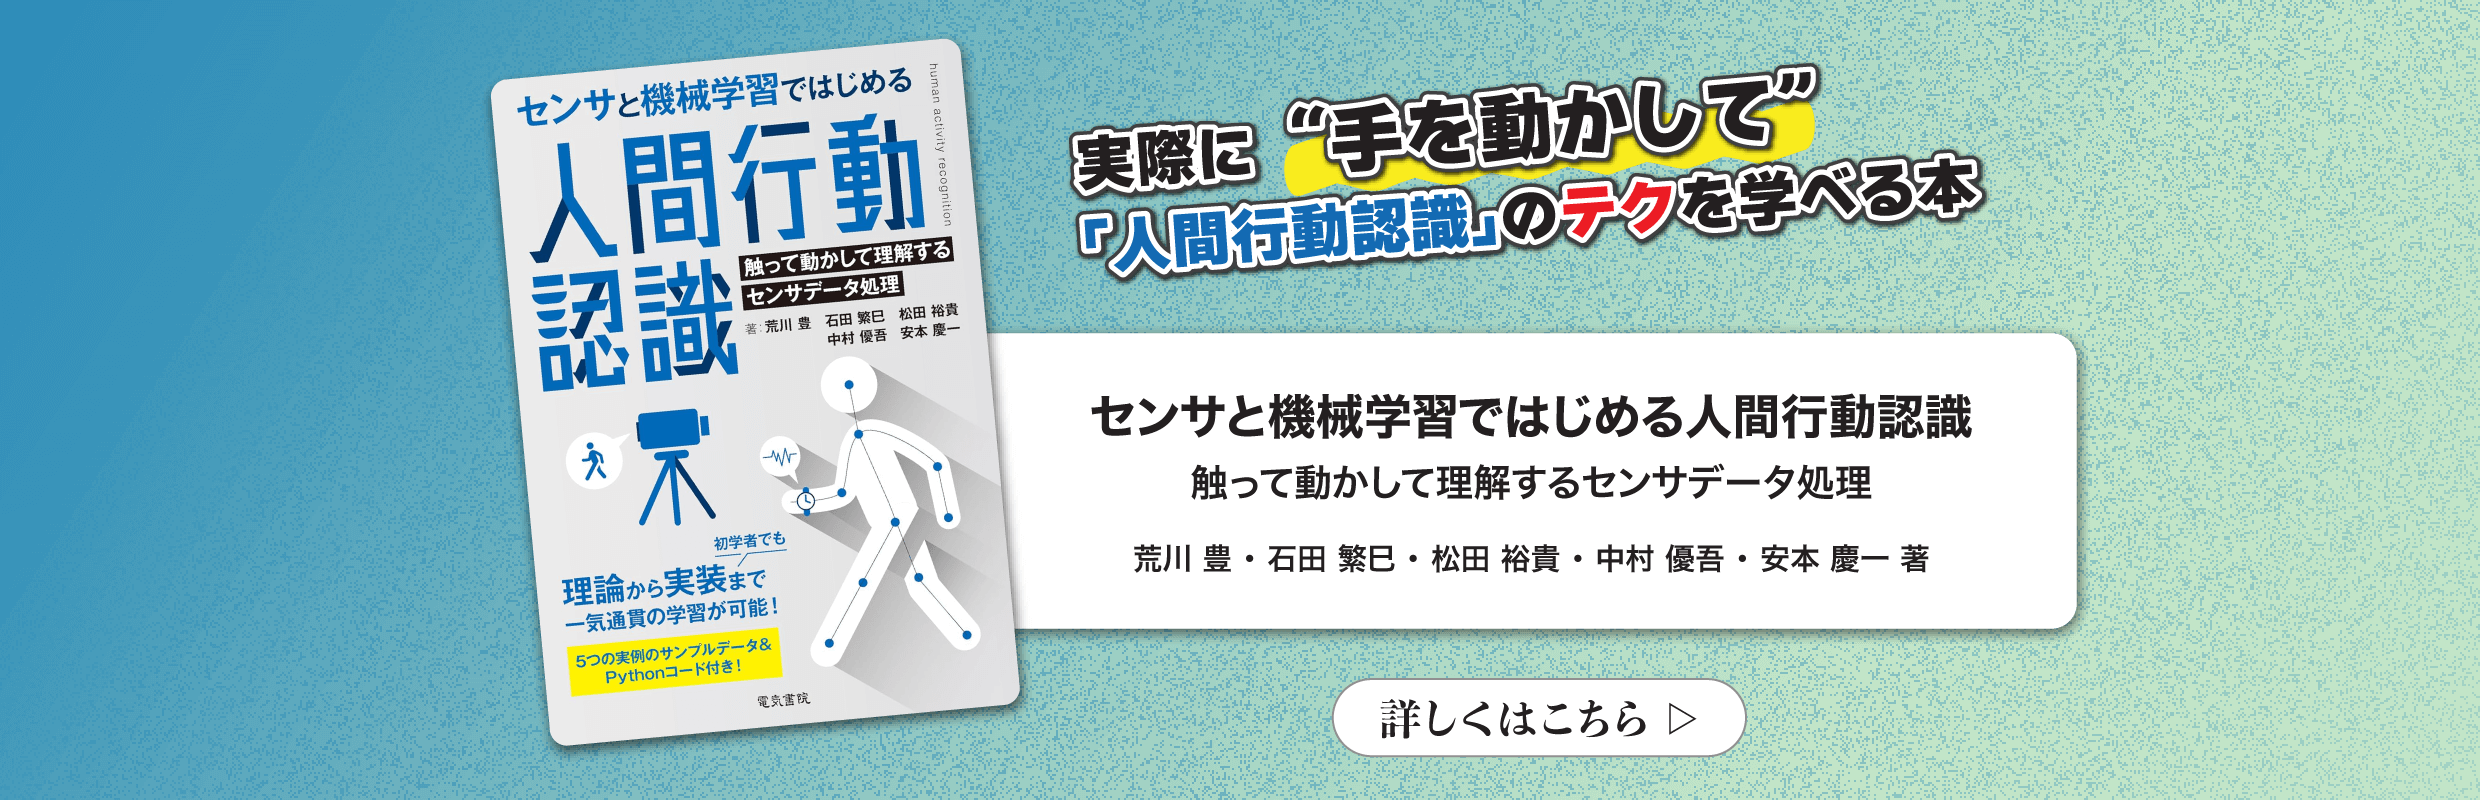 センサと機械学習ではじめる
人間行動
認識
human activity recognition
触って動かして理解する
センサデータ処理
著：荒川 豊　石田 繁巳　松田 裕貴
中村 優吾　安本 慶一
初学者でも
理論から実装まで
一気通貫の学習が可能！
5つの実例のサンプルデータ&
Pythonコード付き！
電気書院
実際に “手を動かして”
「人間行動認識」のテクを学べる本
センサと機械学習ではじめる人間行動認識
触って動かして理解するセンサデータ処理
荒川 豊・石田 繁巳・松田 裕貴・中村 優吾・安本 慶一 著
詳しくはこちら ▷